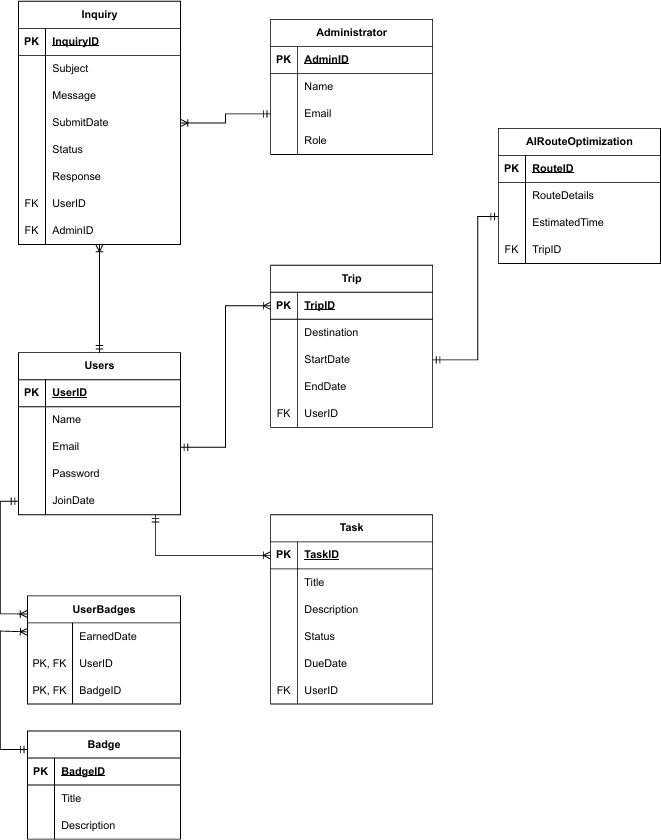 Inquiry
PK InquiryID
Subject
Message
SubmitDate
Status
Response
FK UserID
FK AdminID
Administrator
PK AdminID
Name
Email
Role
AIRouteOptimization
PK RouteID
RouteDetails
EstimatedTime
FK TripID
Trip
PK TripID
Destination
StartDate
EndDate
FK UserID
Users
PK UserID
Name
Email
Password
JoinDate
Task
PK TaskID
Title
Description
Status
DueDate
FK UserID
UserBadges
EarnedDate
PK, FK UserID
PK, FK BadgeID
Badge
PK BadgeID
Title
Description